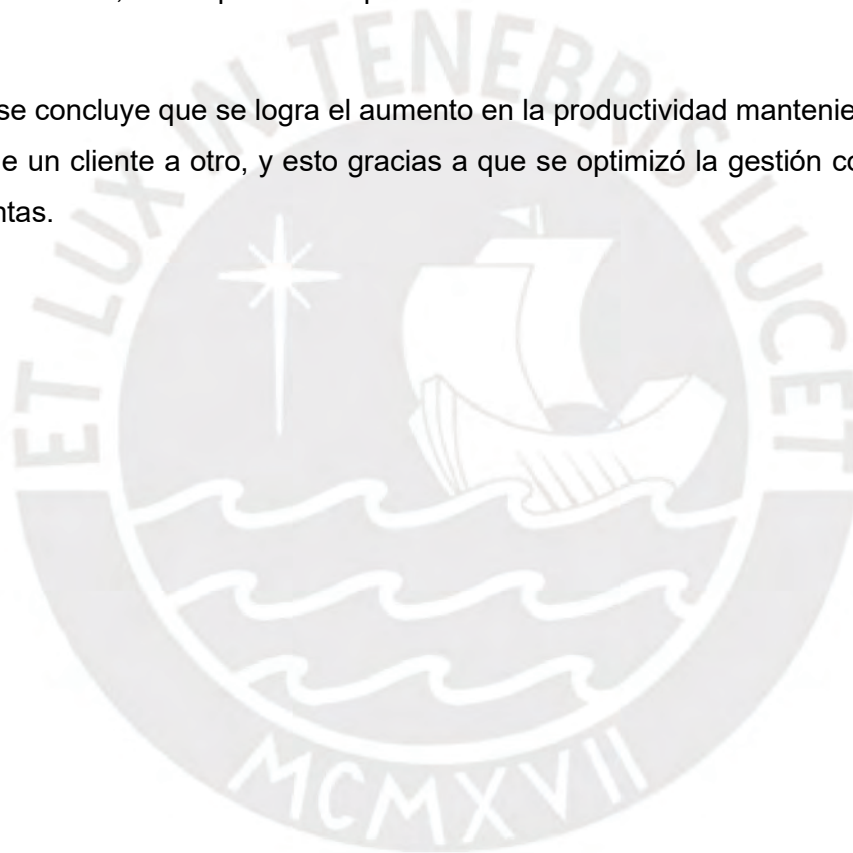 se concluye que se logra el aumento en la productividad mantenie
e un cliente a otro, y esto gracias a que se optimizó la gestión co
ntas.
ET LUX IN TENEBRIS LUCET
MCMXVII